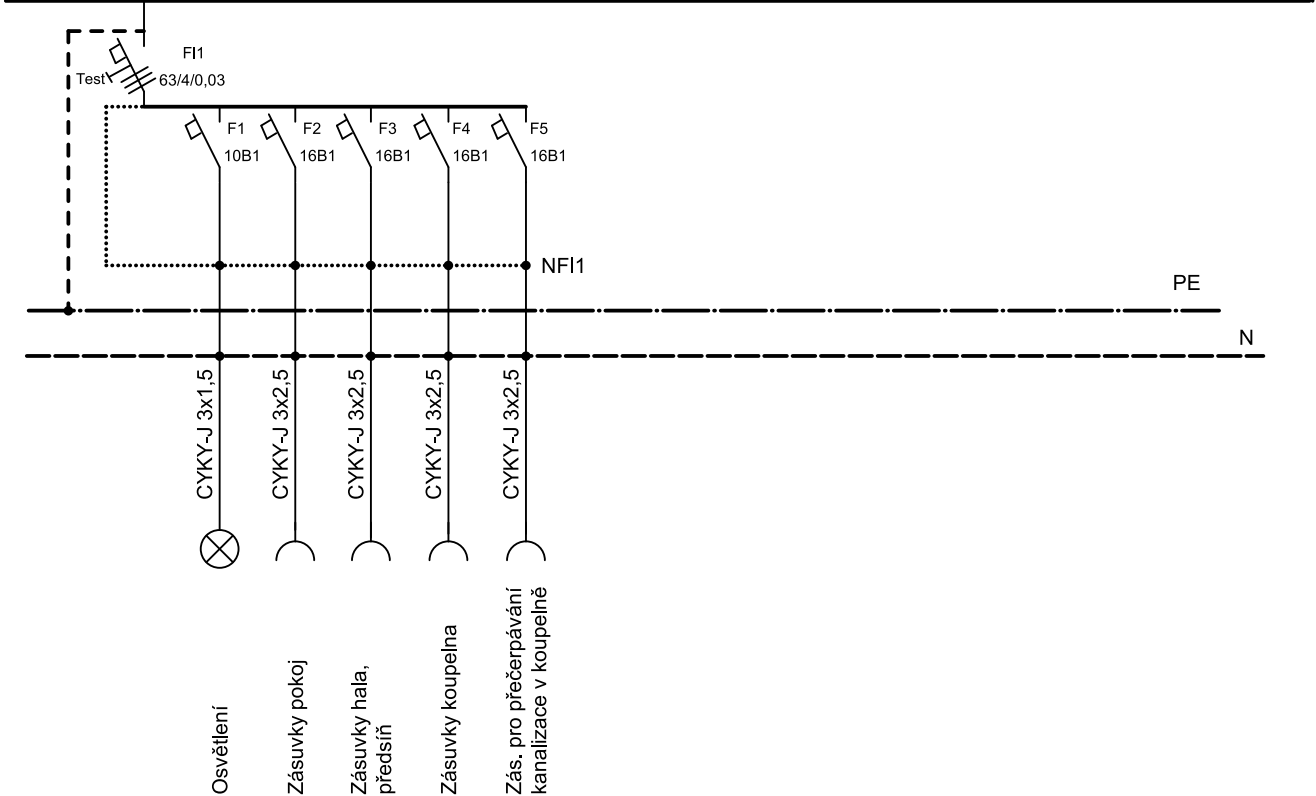 FI1
Test
63/4/0,03
F1
10B1
F2
16B1
F3
16B1
F4
16B1
F5
16B1
NFI1
PE
N
CYKY-J 3x1,5
CYKY-J 3x2,5
CYKY-J 3x2,5
CYKY-J 3x2,5
CYKY-J 3x2,5
Osvětlení
Zásuvky pokoj
Zásuvky hala,
předsíň
Zásuvky koupelna
Zás. pro přečerpávání
kanalizace v koupelně